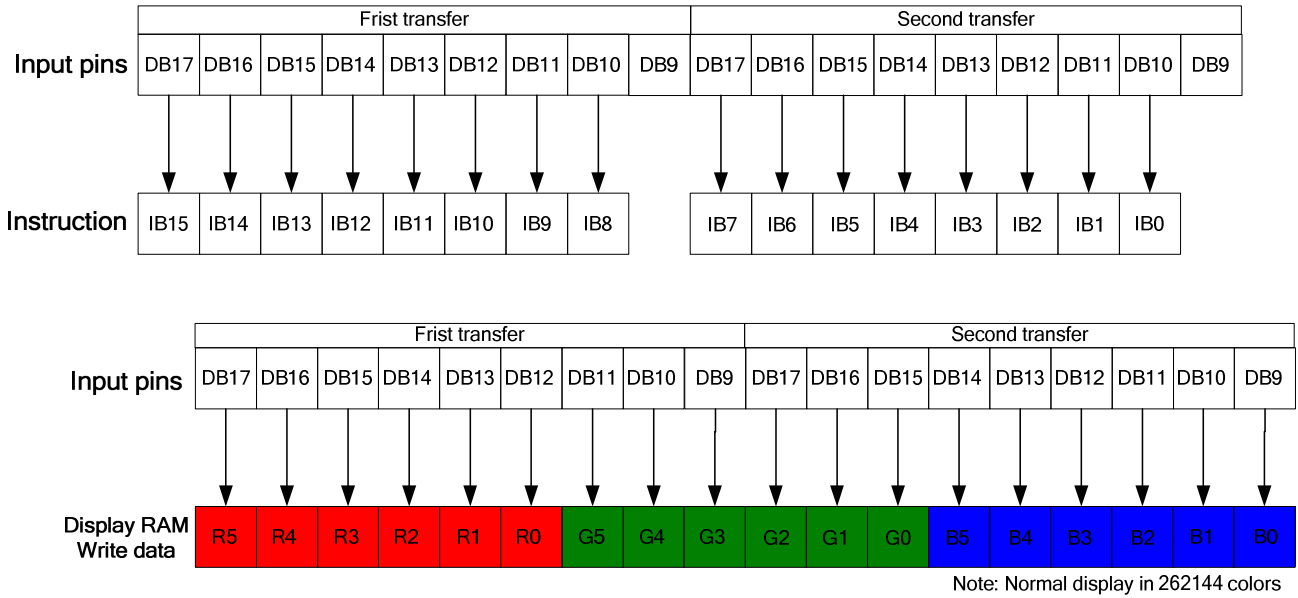 Frist transfer Second transfer
Input pins DB17 DB16 DB15 DB14 DB13 DB12 DB11 DB10 DB9 DB17 DB16 DB15 DB14 DB13 DB12 DB11 DB10 DB9
Instruction IB15 IB14 IB13 IB12 IB11 IB10 IB9 IB8 IB7 IB6 IB5 IB4 IB3 IB2 IB1 IB0
Frist transfer Second transfer
Input pins DB17 DB16 DB15 DB14 DB13 DB12 DB11 DB10 DB9 DB17 DB16 DB15 DB14 DB13 DB12 DB11 DB10 DB9
Display RAM
Write data R5 R4 R3 R2 R1 R0 G5 G4 G3 G2 G1 G0 B5 B4 B3 B2 B1 B0
Note: Normal display in 262144 colors